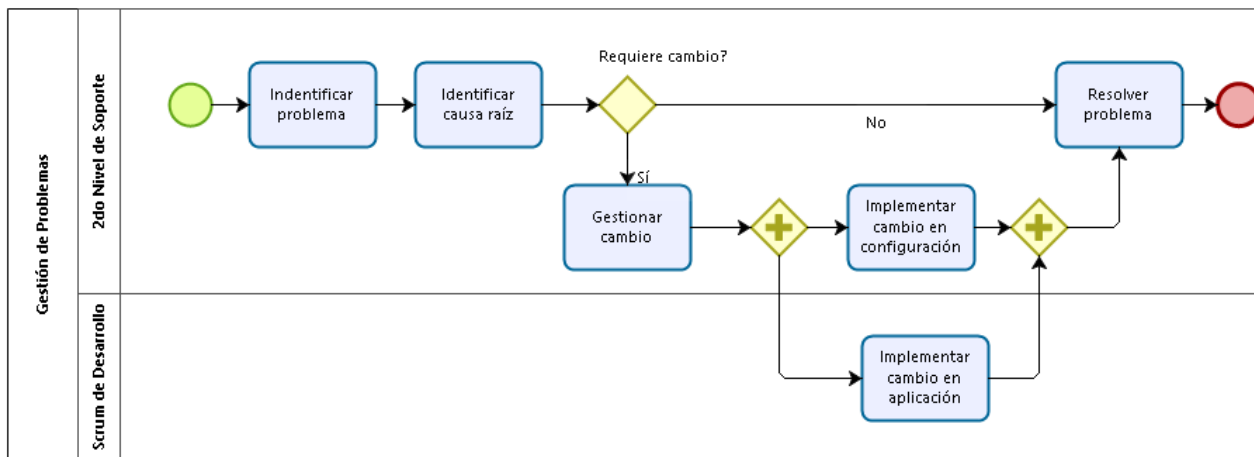 Gestión de Problemas
2do Nivel de Soporte
Indentificar
problema
Identificar
causa raíz
Requiere cambio?
No
Resolver
problema
Sí
Gestionar
cambio
Implementar
cambio en
configuración
Scrum de Desarrollo
Implementar
cambio en
aplicación